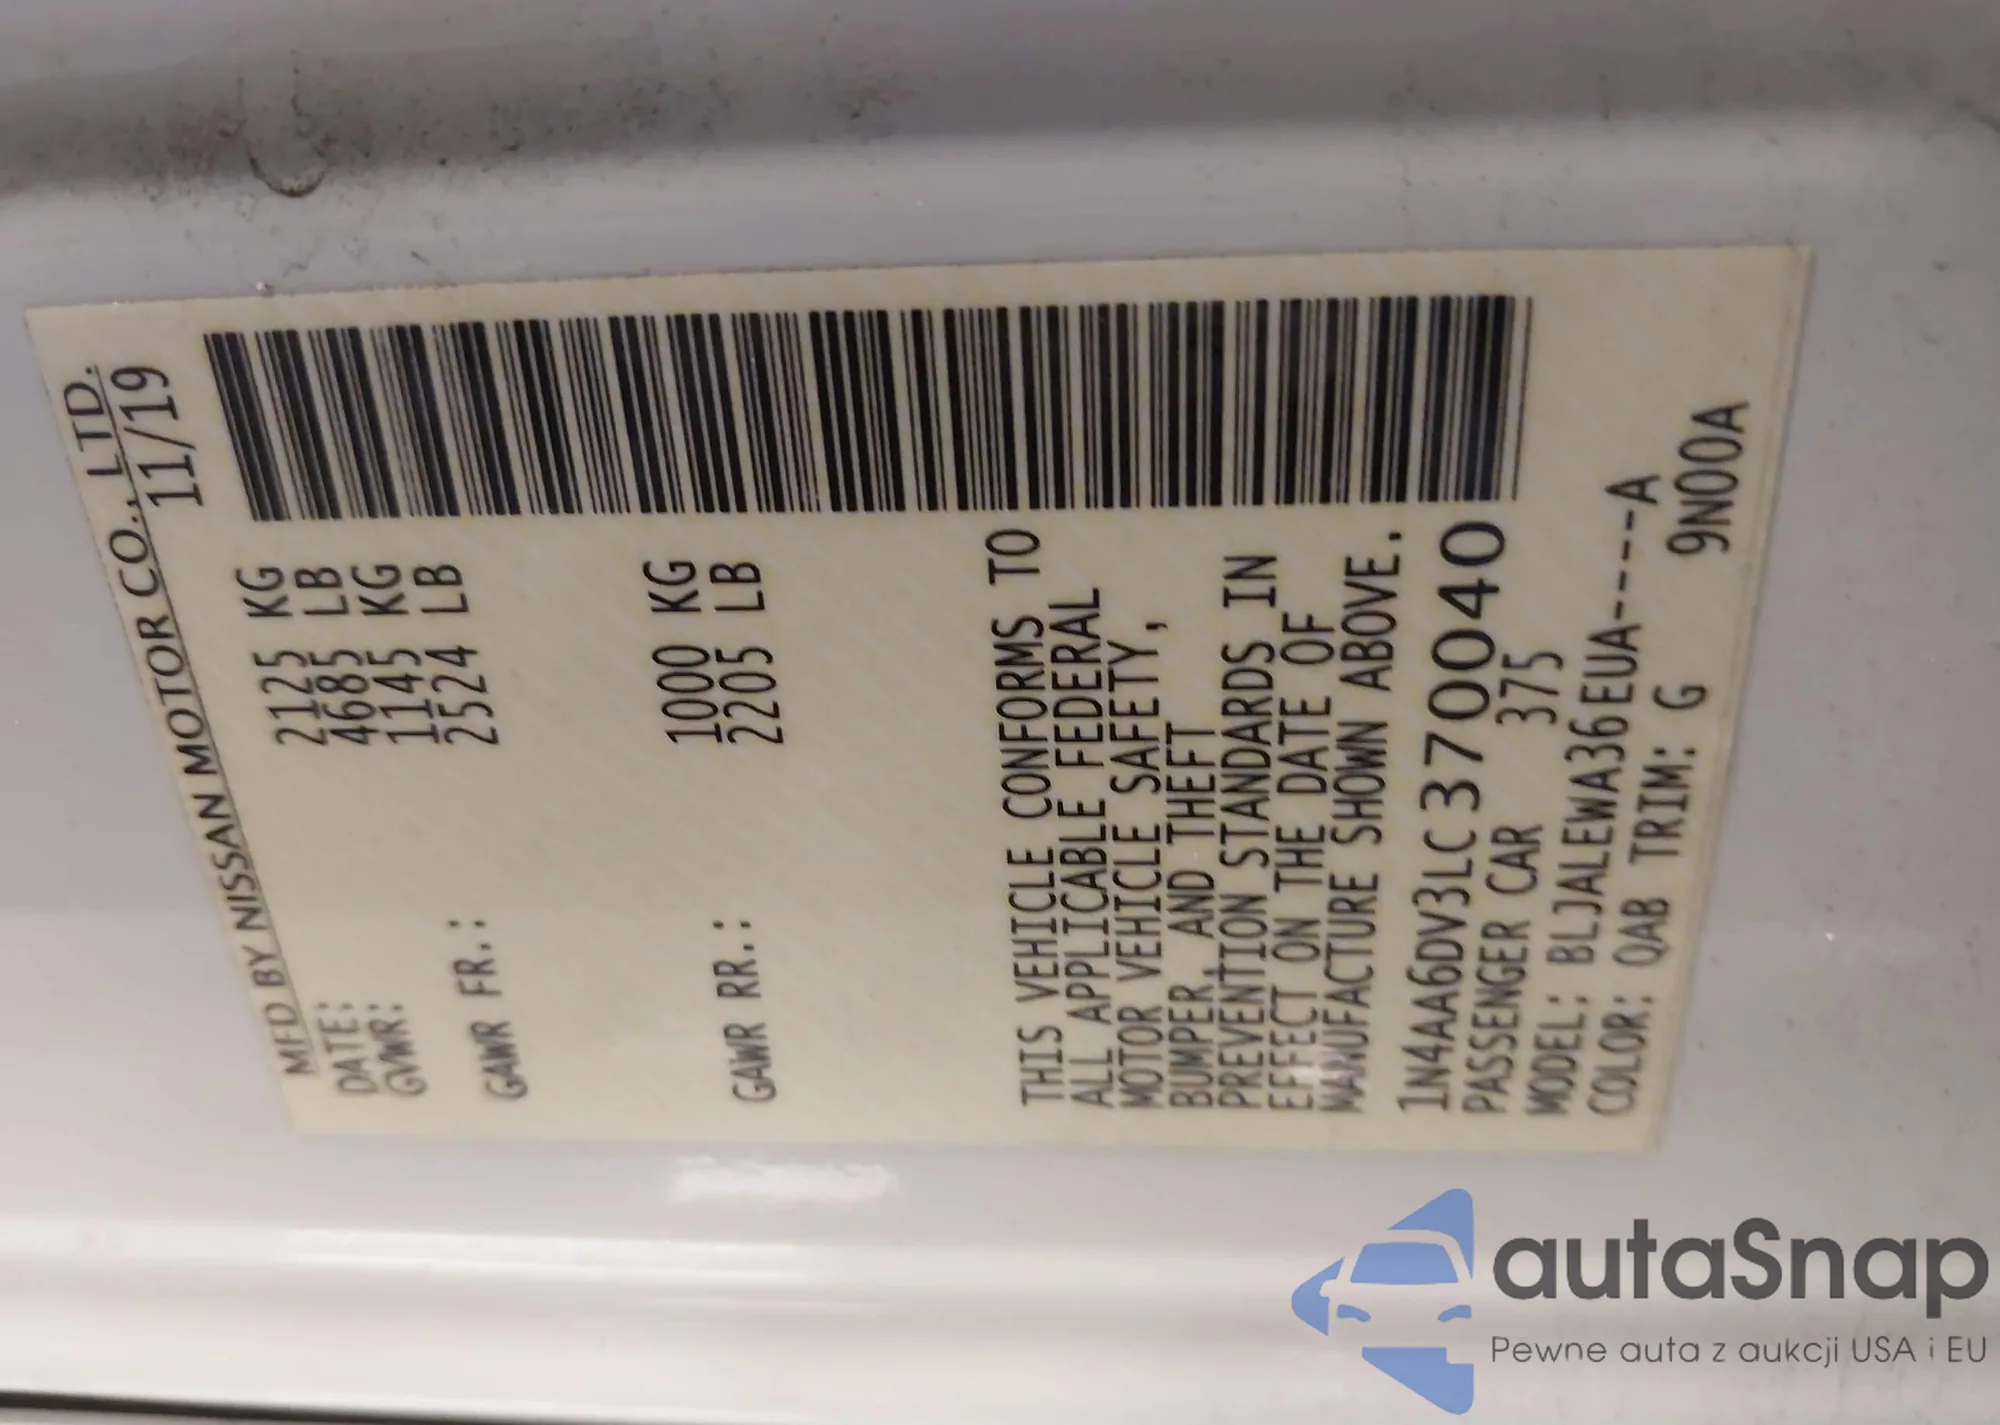 MFD BY NISSAN MOTOR CO., LTD.
DATE: 11/19
GVWR: 2125 KG
4685 LB
GAWR FR.: 1145 KG
2524 LB
GAWR RR.: 1000 KG
2205 LB
THIS VEHICLE CONFORMS TO
ALL APPLICABLE FEDERAL
MOTOR VEHICLE SAFETY,
BUMPER, AND THEFT
PREVENTION STANDARDS IN
EFFECT ON THE DATE OF
MANUFACTURE SHOWN ABOVE.
1N4AA6DV3LC370040
PASSENGER CAR 375
MODEL: BLJALEWA36EUA-----A
COLOR: QAB TRIM: G 9N00A
autaSnap
Pewne auta z aukcji USA i EU